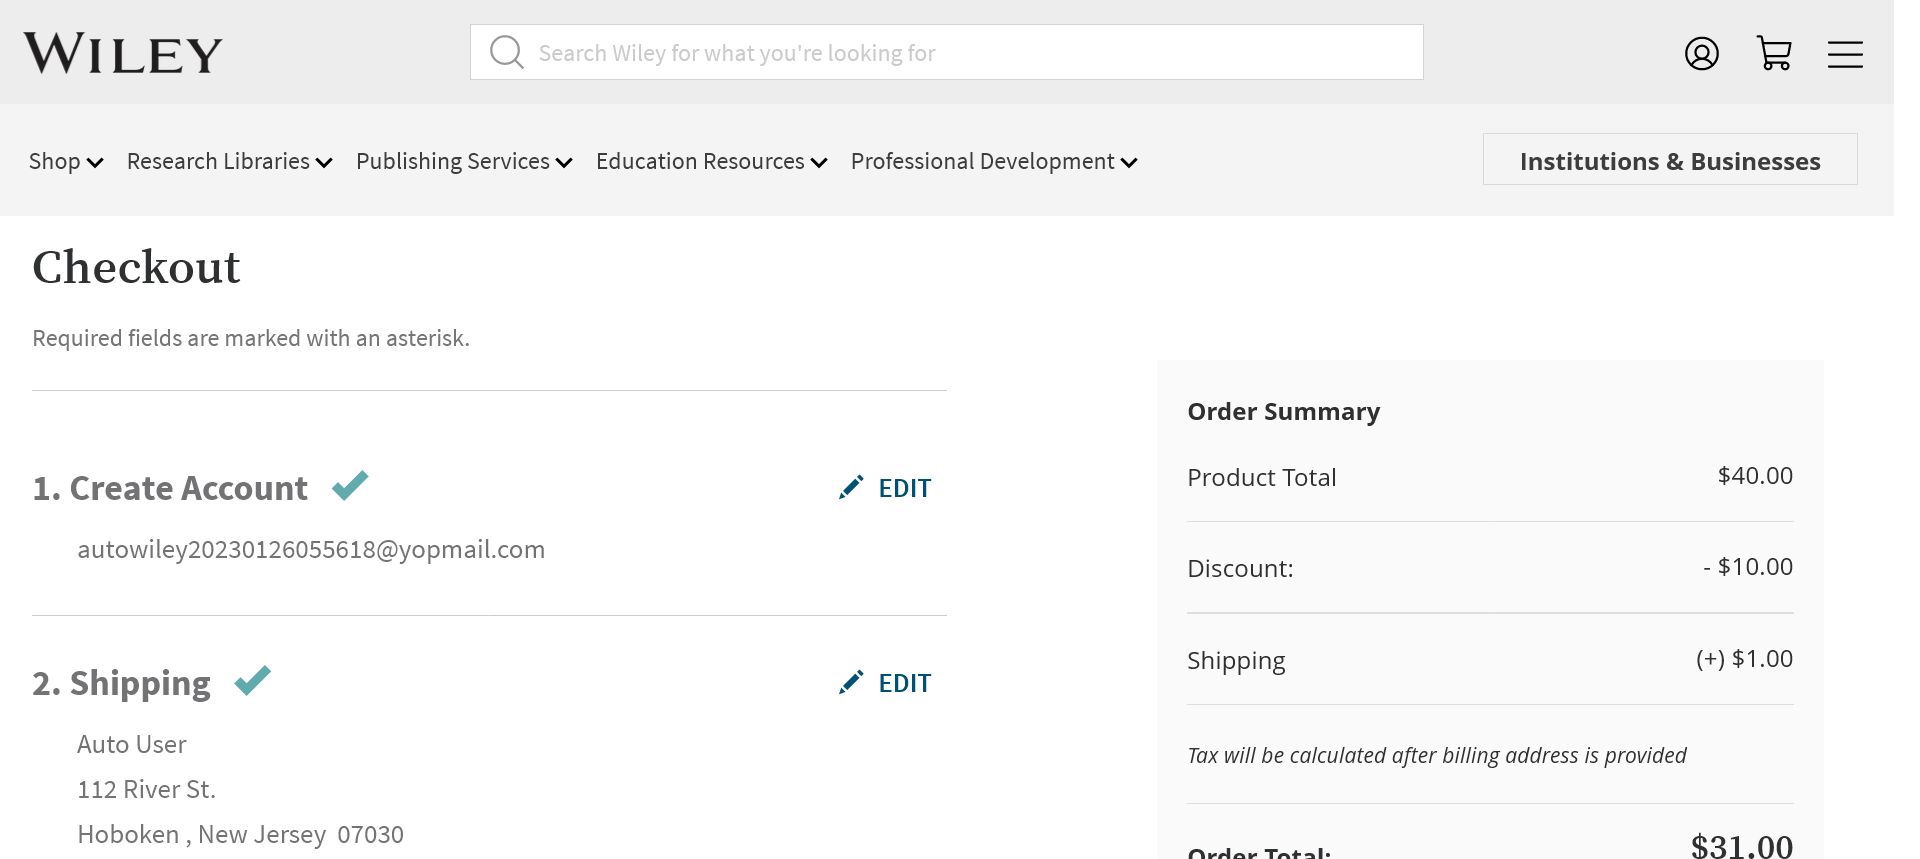 WILEY
Search Wiley for what you're looking for
Shop Research Libraries Publishing Services Education Resources Professional Development
Institutions & Businesses
Checkout
Required fields are marked with an asterisk.
1. Create Account
EDIT
autowiley20230126055618@yopmail.com
2. Shipping
EDIT
Auto User
112 River St.
Hoboken , New Jersey 07030
Order Summary
Product Total $40.00
Discount: - $10.00
Shipping (+) $1.00
Tax will be calculated after billing address is provided
Order Total: $31.00